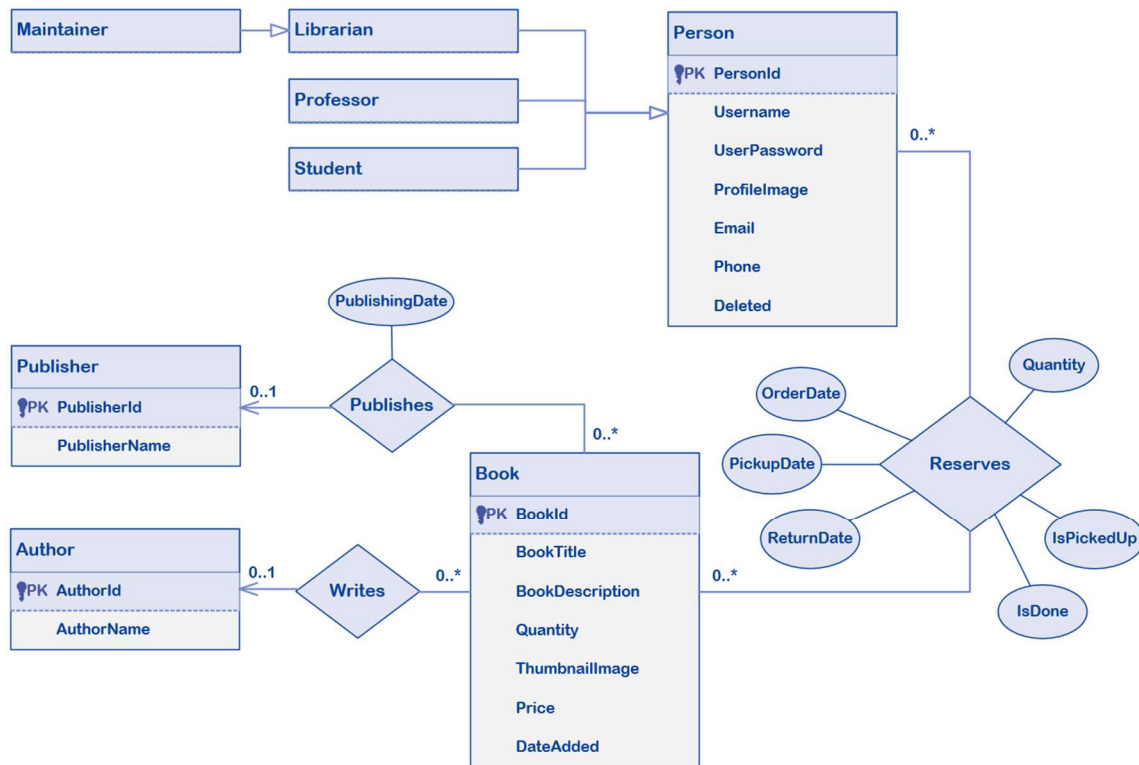 Maintainer
Librarian
Professor
Student
Person
PK PersonId
Username
UserPassword
ProfileImage
Email
Phone
Deleted
0..*
PublishingDate
Publisher
PK PublisherId
PublisherName
0..1
Publishes
0..*
Author
PK AuthorId
AuthorName
0..1
Writes
0..*
Book
PK BookId
BookTitle
BookDescription
Quantity
ThumbnailImage
Price
DateAdded
0..*
Reserves
Quantity
OrderDate
PickupDate
ReturnDate
IsPickedUp
IsDone